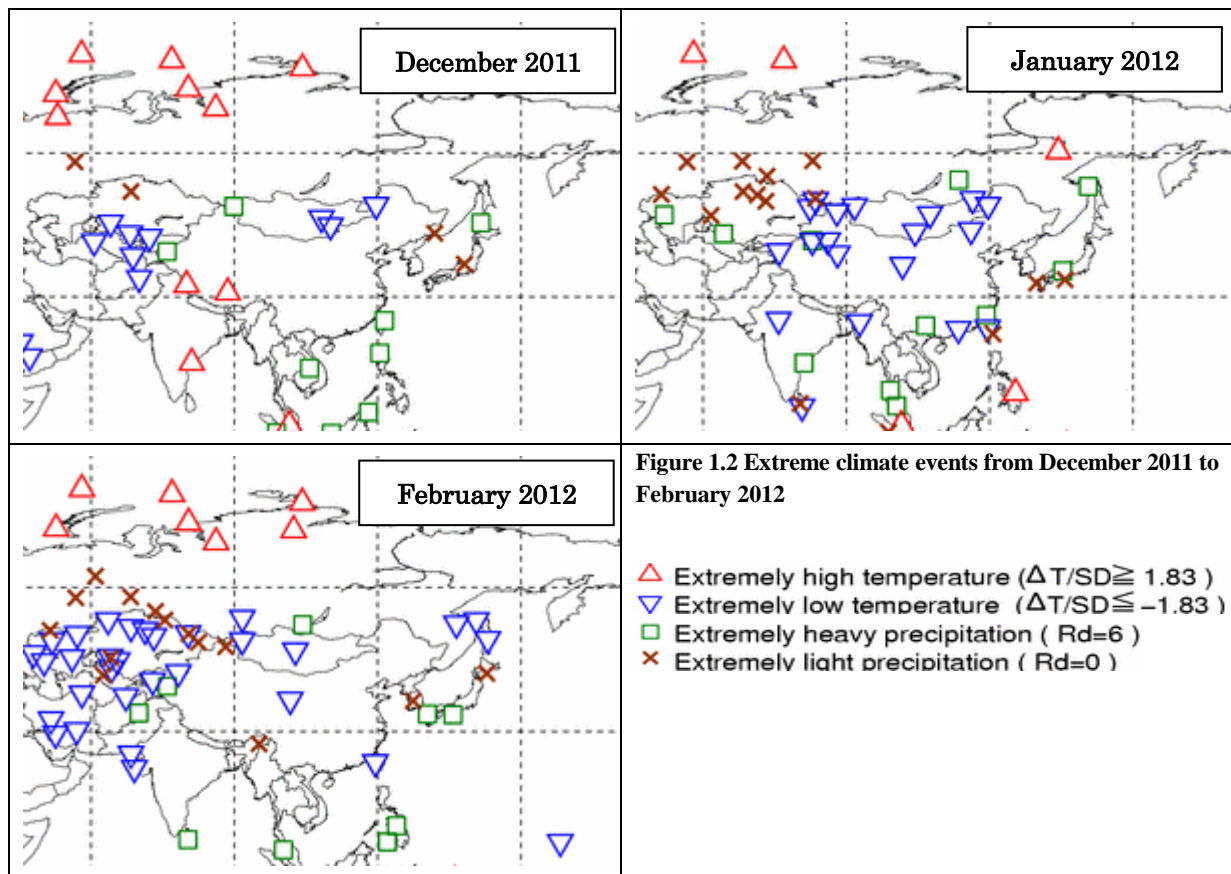 December 2011
January 2012
February 2012
Figure 1.2 Extreme climate events from December 2011 to
February 2012
Extremely high temperature (ΔT/SD≧ 1.83)
Extremely low temperature (ΔT/SD≦ −1.83)
Extremely heavy precipitation ( Rd=6 )
Extremely light precipitation ( Rd=0 )